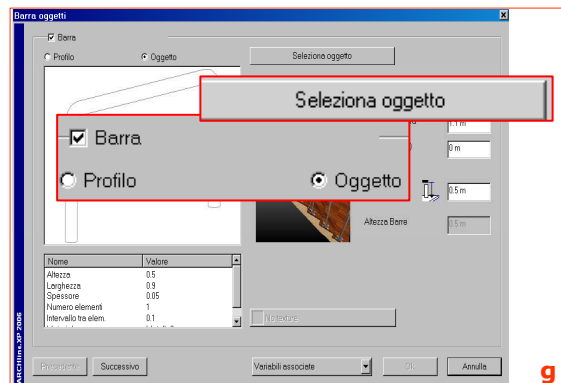 Barra oggetti
x
Barra
Profilo
Oggetto
Seleziona oggetto
Seleziona oggetto
Barra
Profilo
Oggetto
1.1 m
0 m
0.5 m
Altezza Barre
0.5 m
Nome Valore
Altezza 0.5
Larghezza 0.9
Spessore 0.05
Numero elementi 1
Intervallo tra elem. 0.1
No texture
ARCHline.XP 2006
Precedente
Successivo
Variabili associate
Ok
Annulla
g